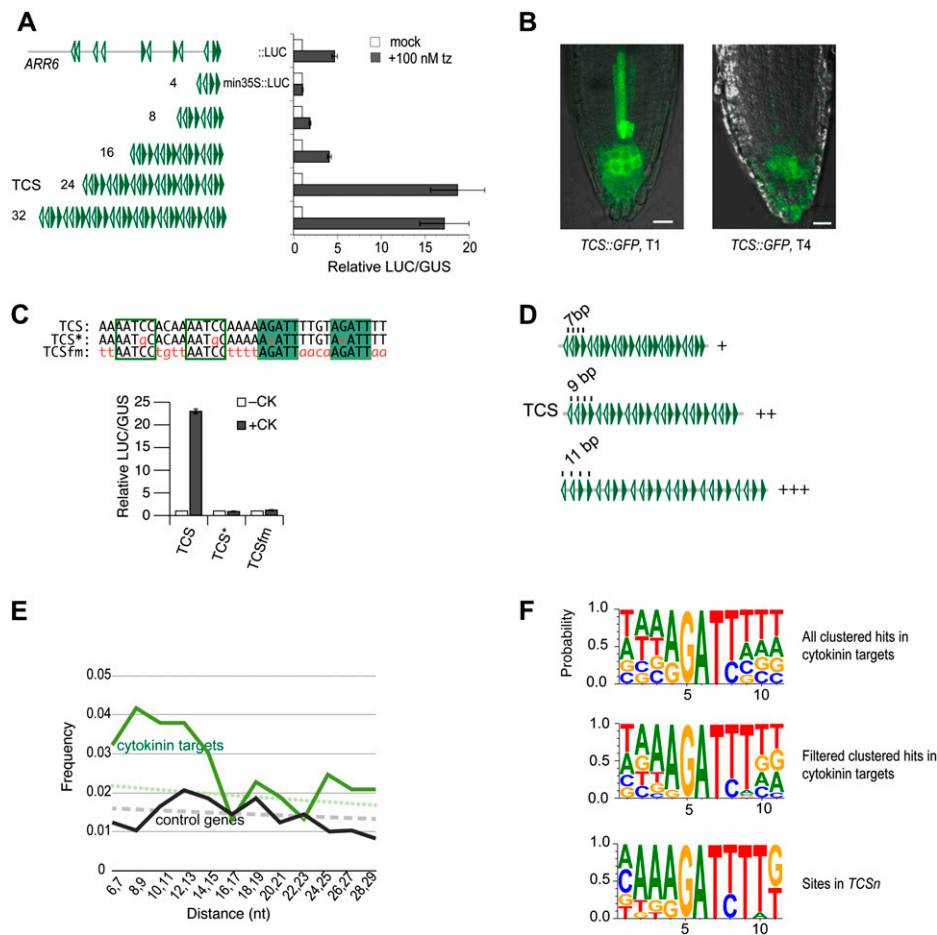 A
ARR6
4
8
16
TCS 24
32
::LUC
min35S::LUC
mock
+100 nM tz
0 5 10 15 20
Relative LUC/GUS
B
TCS::GFP, T1
TCS::GFP, T4
C
TCS: AAAATCCACAAAATCCAAAAAGATTTTGTAGATTTT
TCS*: AAAATgCACAAAATgCAAAAAcATTTTGTAcATTTT
TCSfm: ttAATCCtgttAATCCttttAGATTaacaAGATTaa
Relative LUC/GUS
25
20
15
10
5
0
–CK
+CK
TCS
TCS*
TCSfm
D
7bp
+
9 bp
TCS
++
11 bp
+++
E
Frequency
0.05
0.04
0.03
0.02
0.01
0
cytokinin targets
control genes
6,7 8,9 10,11 12,13 14,15 16,17 18,19 20,21 22,23 24,25 26,27 28,29
Distance (nt)
F
Probability
1.0
0.5
0.0
5 10
All clustered hits in
cytokinin targets
1.0
0.5
0.0
5 10
Filtered clustered hits in
cytokinin targets
1.0
0.5
0.0
5 10
Sites in TCSn